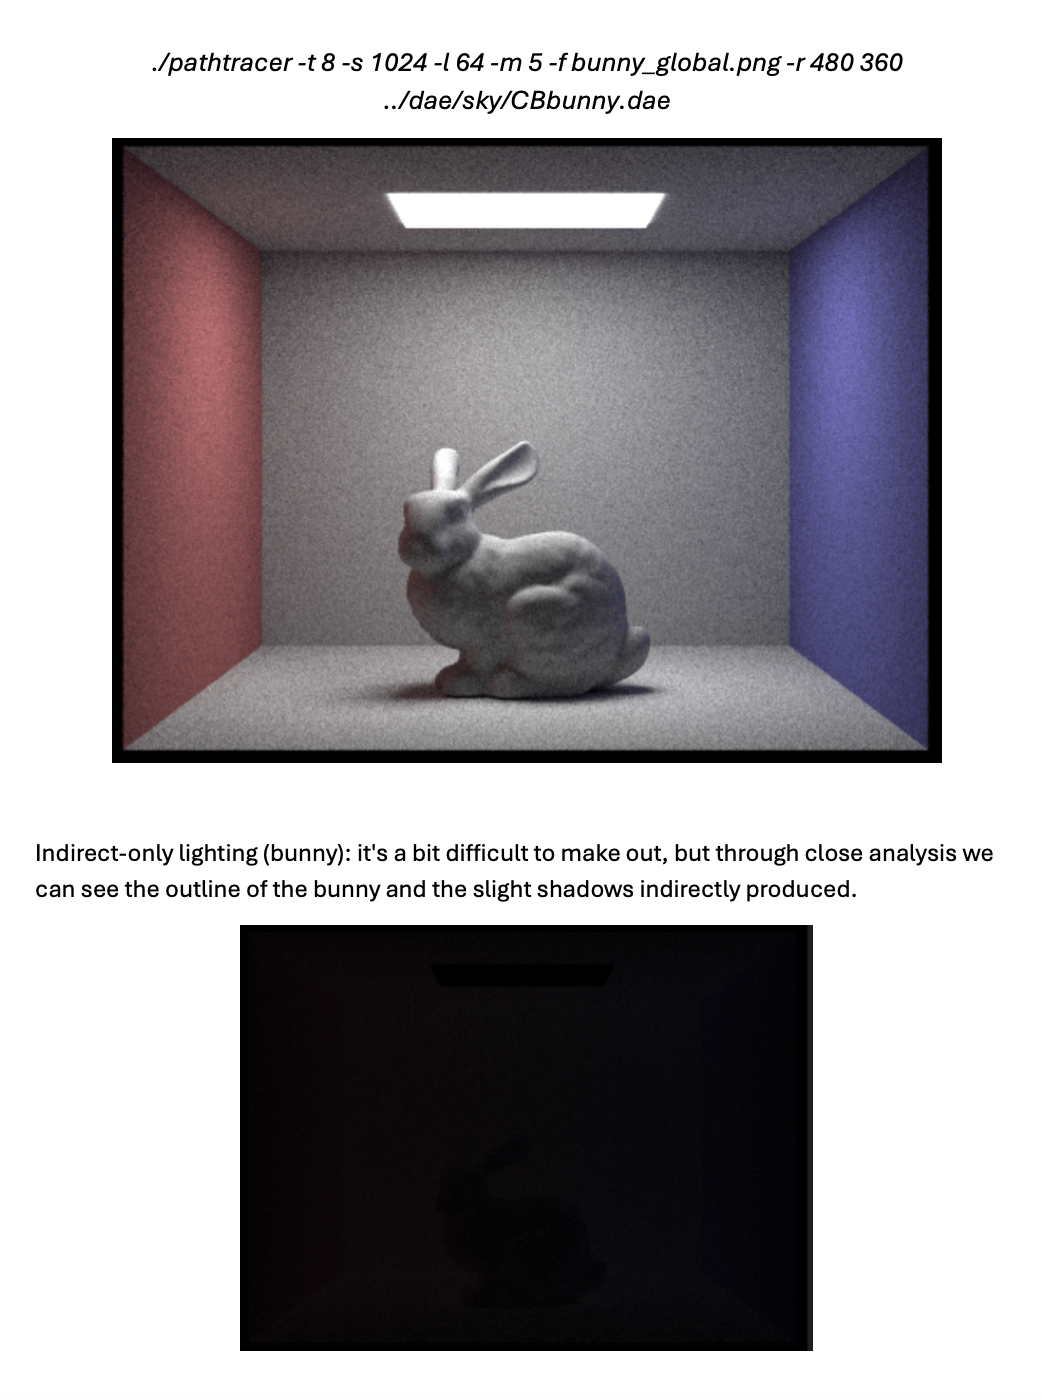 ./pathtracer -t 8 -s 1024 -l 64 -m 5 -f bunny_global.png -r 480 360
../dae/sky/CBbunny.dae
Indirect-only lighting (bunny): it's a bit difficult to make out, but through close analysis we
can see the outline of the bunny and the slight shadows indirectly produced.